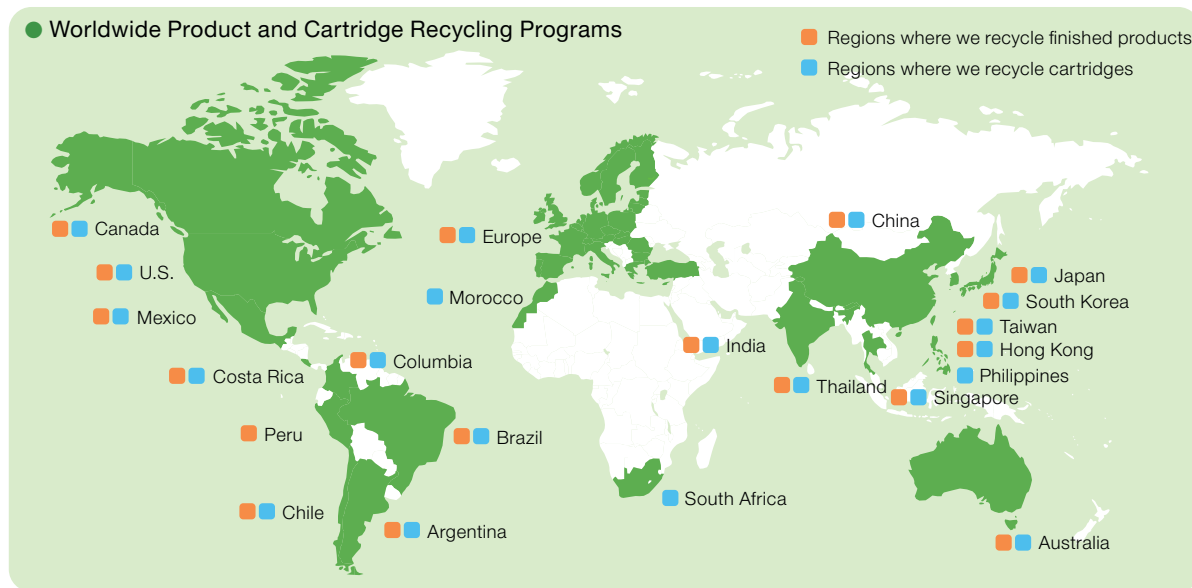 Worldwide Product and Cartridge Recycling Programs
Regions where we recycle finished products
Regions where we recycle cartridges
Canada
U.S.
Mexico
Costa Rica
Columbia
Peru
Brazil
Chile
Argentina
Europe
Morocco
South Africa
India
China
Japan
South Korea
Taiwan
Hong Kong
Philippines
Thailand
Singapore
Australia